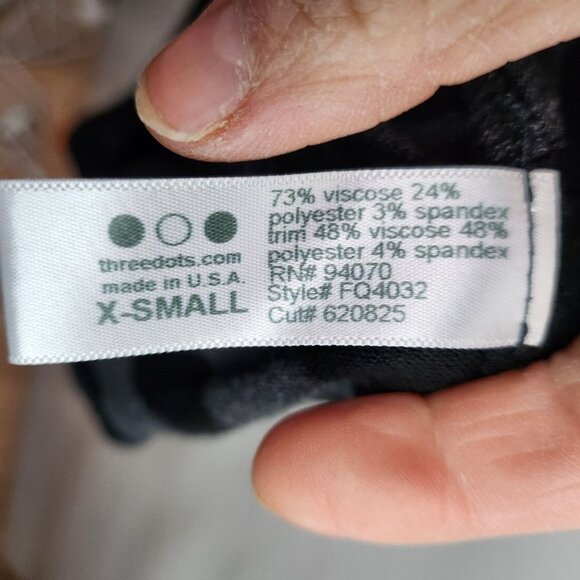 threedots.com
made in U.S.A.
X-SMALL
73% viscose 24%
polyester 3% spandex
trim 48% viscose 48%
polyester 4% spandex
RN# 94070
Style# FQ4032
Cut# 620825